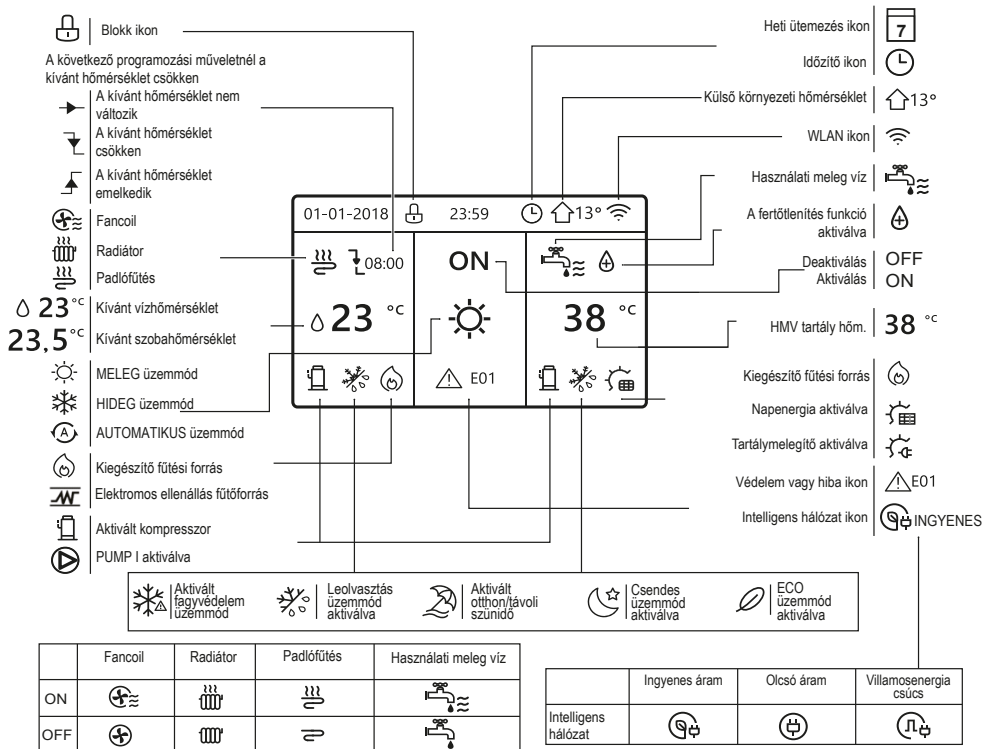 Blokk ikon
A következő programozási műveletnél a
kívánt hőmérséklet csökken
A kívánt hőmérséklet nem
változik
A kívánt hőmérséklet
csökken
A kívánt hőmérséklet
emelkedik
Fancoil
Radiátor
Padlófűtés
23°C Kívánt vízhőmérséklet
23,5°C Kívánt szobahőmérséklet
MELEG üzemmód
HIDEG üzemmód
A AUTOMATIKUS üzemmód
Kiegészítő fűtési forrás
Elektromos ellenállás fűtőforrás
Aktivált kompresszor
PUMP I aktiválva
01-01-2018 23:59 13°
08:00 ON
23 °C 38 °C
E01
Heti ütemezés ikon 7
Időzítő ikon
Külső környezeti hőmérséklet 13°
WLAN ikon
Használati meleg víz
A fertőtlenítés funkció
aktiválva
Deaktiválás OFF
Aktiválás ON
HMV tartály hőm. 38 °C
Kiegészítő fűtési forrás
Napenergia aktiválva
Tartálymelegítő aktiválva
Védelem vagy hiba ikon E01
Intelligens hálózat ikon INGYENES
Aktivált
fagyvédelem
üzemmód
Leolvasztás
üzemmód
aktiválva
Aktivált
otthon/távoli
szünidő
Csendes
üzemmód
aktiválva
ECO
üzemmód
aktiválva
Fancoil Radiátor Padlófűtés Használati meleg víz
ON
OFF
Ingyenes áram Olcsó áram Villamosenergia
csúcs
Intelligens
hálózat